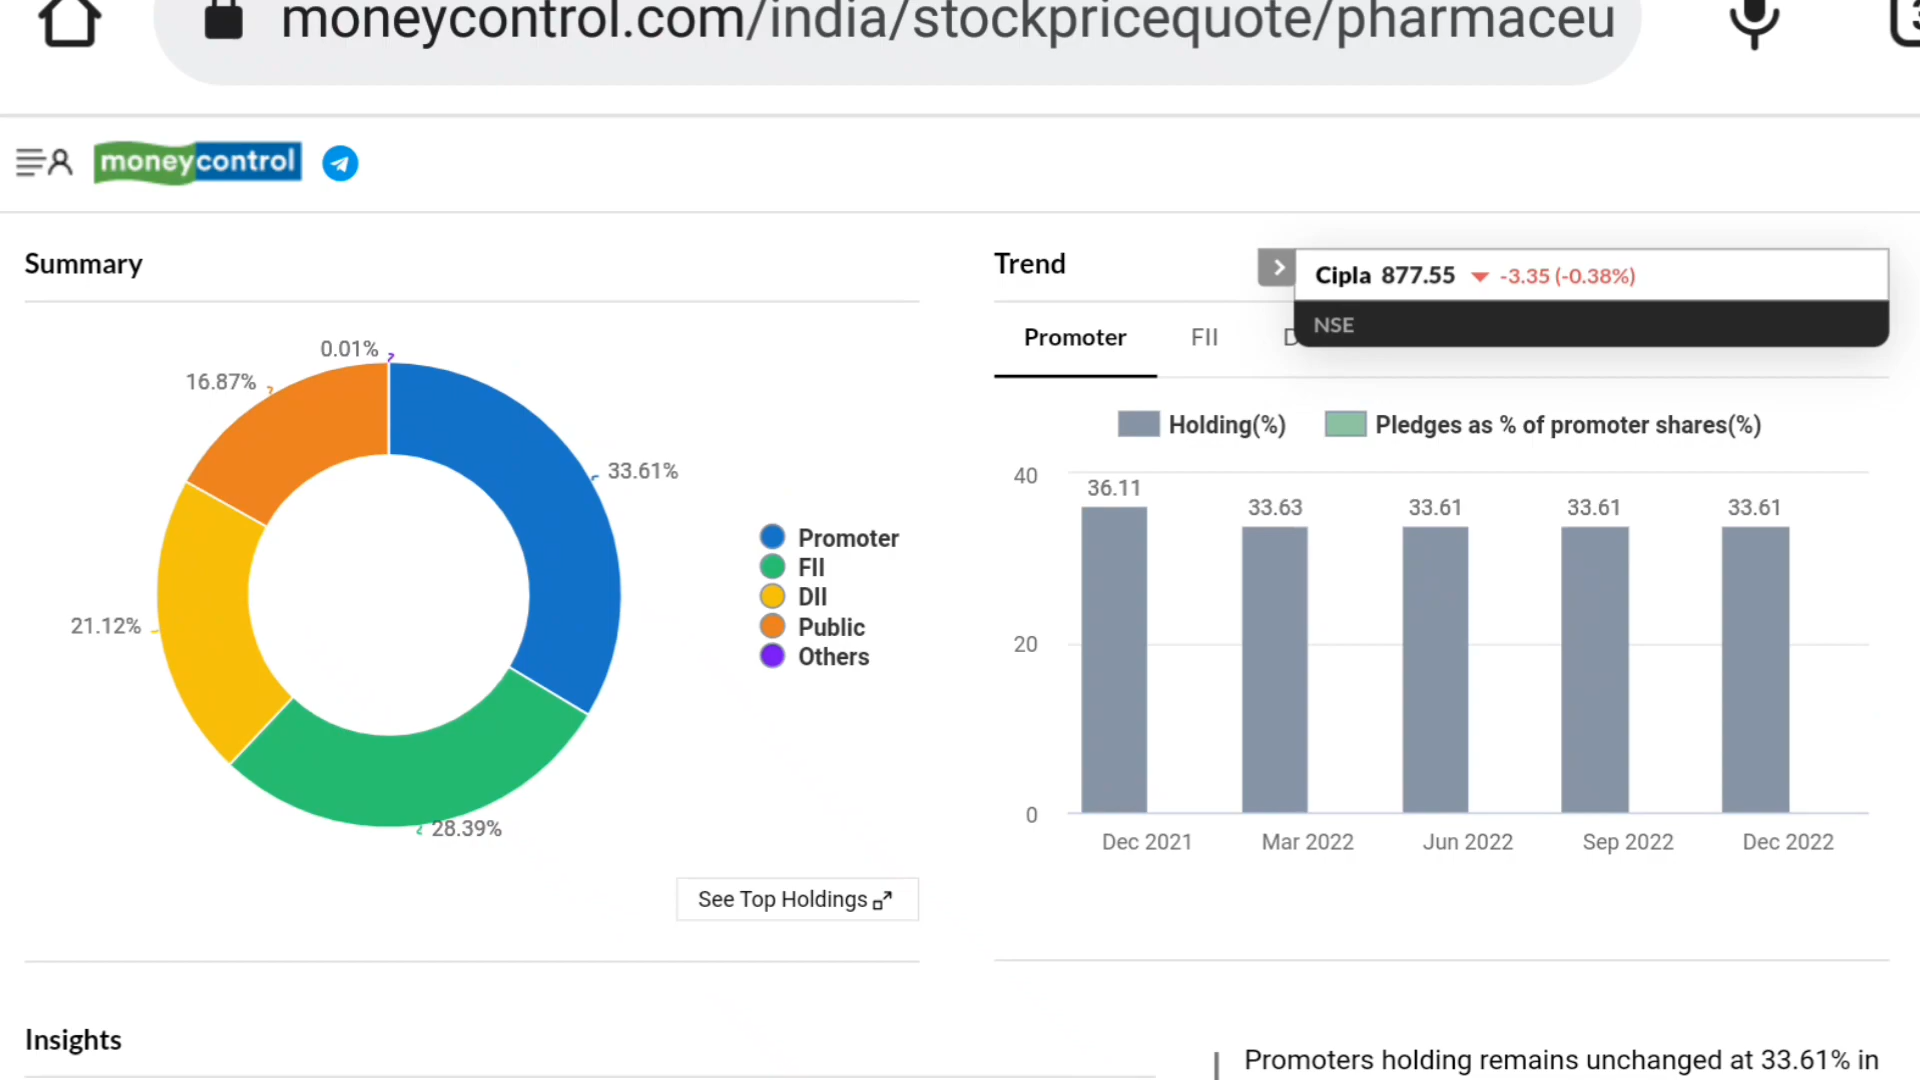 moneycontrol.com/india/stockpricequote/pharmaceu
moneycontrol
Summary
0.01%
16.87%
33.61%
21.12%
28.39%
Promoter
FII
DII
Public
Others
See Top Holdings
Trend
Cipla 877.55 -3.35 (-0.38%)
NSE
Promoter FII D
Holding(%) Pledges as % of promoter shares(%)
40
36.11 33.63 33.61 33.61 33.61
20
0
Dec 2021 Mar 2022 Jun 2022 Sep 2022 Dec 2022
Insights
Promoters holding remains unchanged at 33.61% in